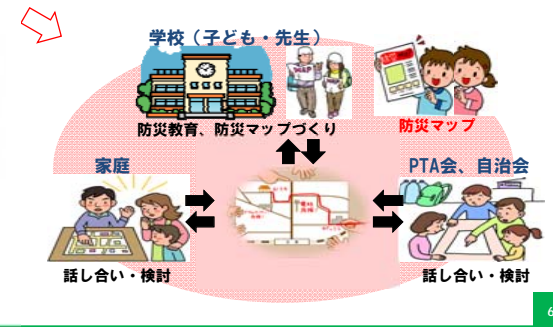 学校（子ども・先生）
防災教育、防災マップづくり
防災マップ
家庭
PTA会、自治会
話し合い・検討
話し合い・検討
6